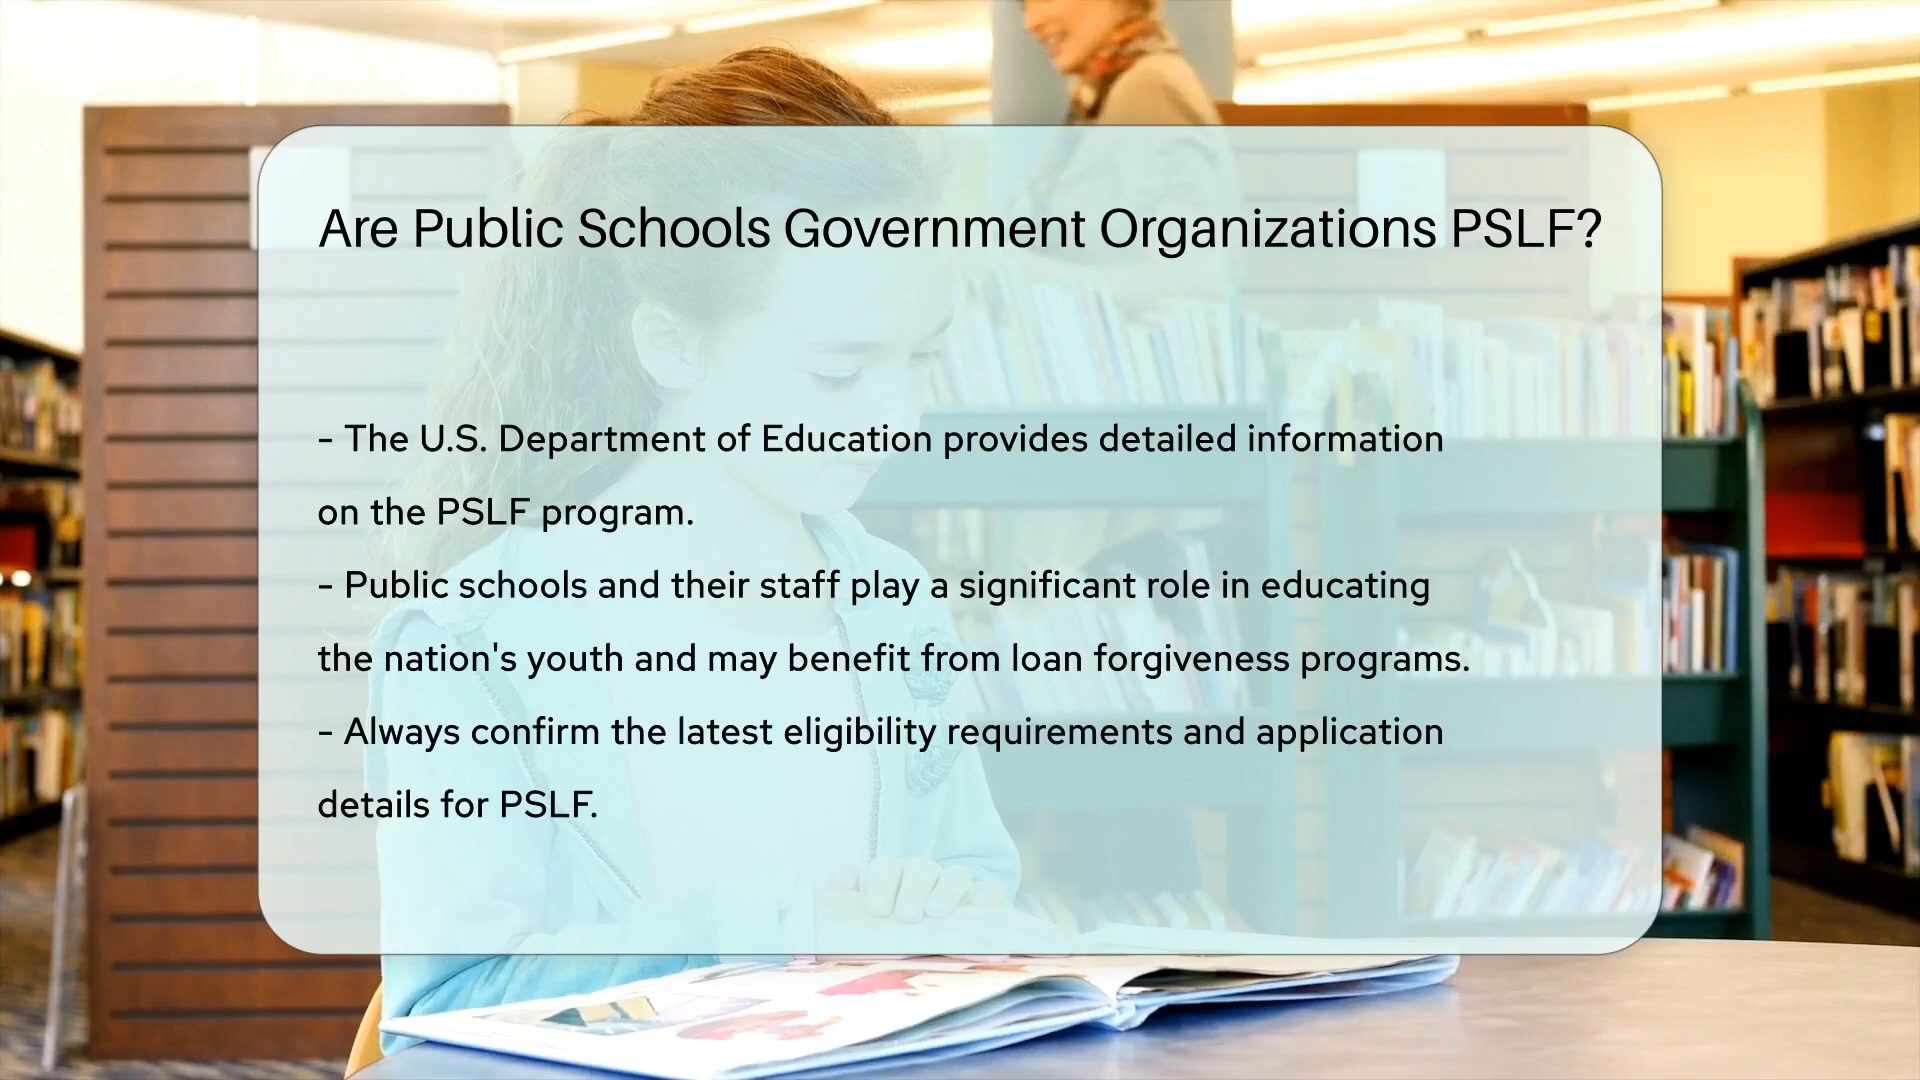 Are Public Schools Government Organizations PSLF?
- The U.S. Department of Education provides detailed information
on the PSLF program.
- Public schools and their staff play a significant role in educating
the nation's youth and may benefit from loan forgiveness programs.
- Always confirm the latest eligibility requirements and application
details for PSLF.